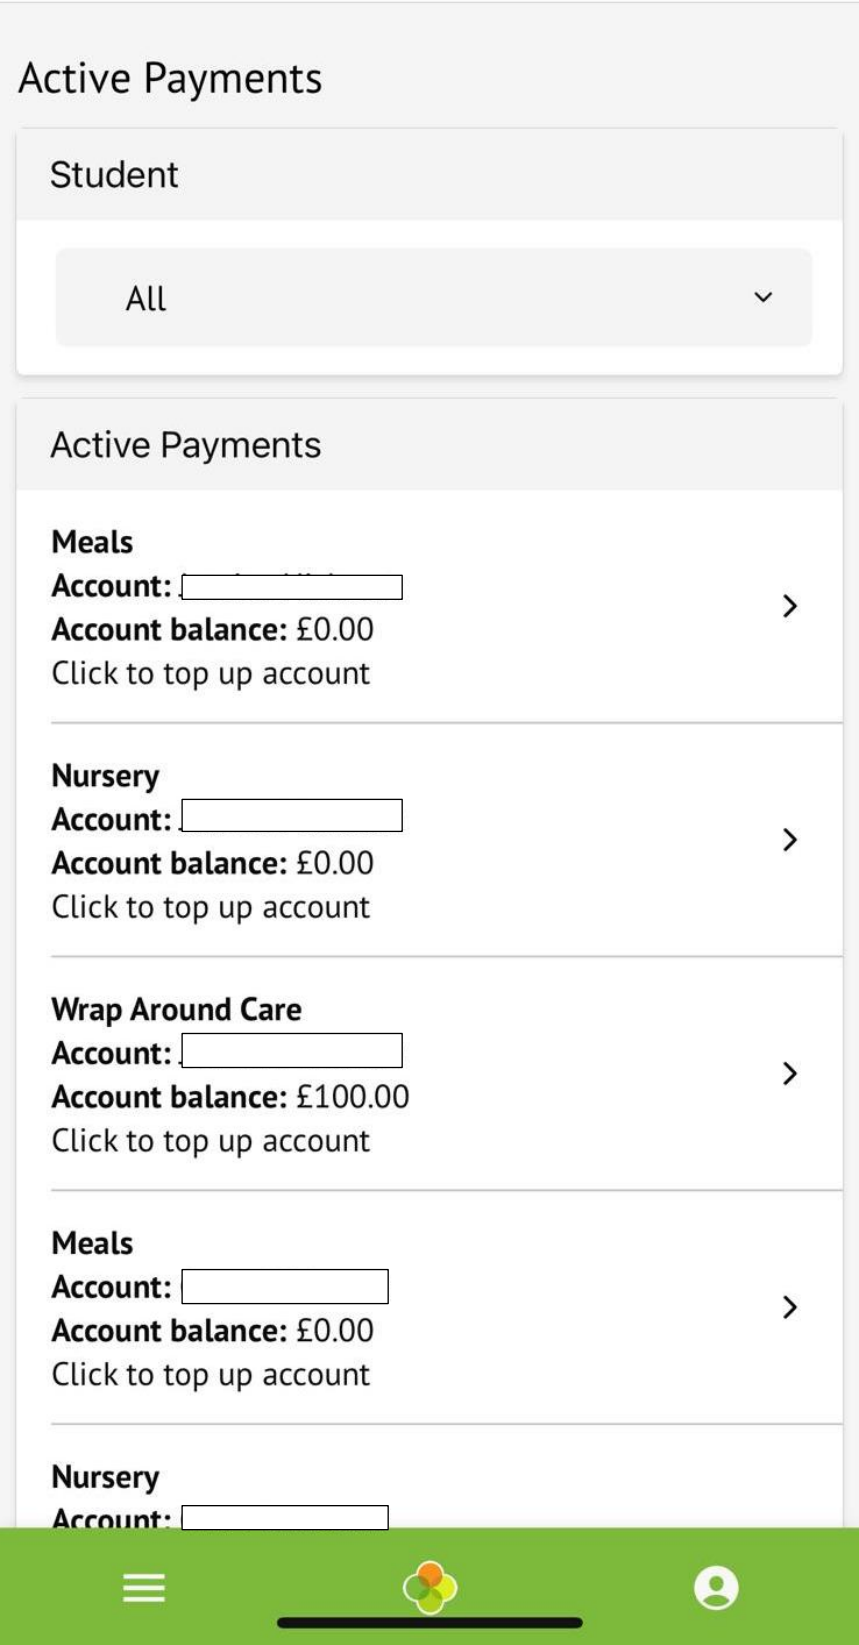 Active Payments
Student
All
Active Payments
Meals
Account:
Account balance: £0.00
Click to top up account
Nursery
Account:
Account balance: £0.00
Click to top up account
Wrap Around Care
Account:
Account balance: £100.00
Click to top up account
Meals
Account:
Account balance: £0.00
Click to top up account
Nursery
Account: